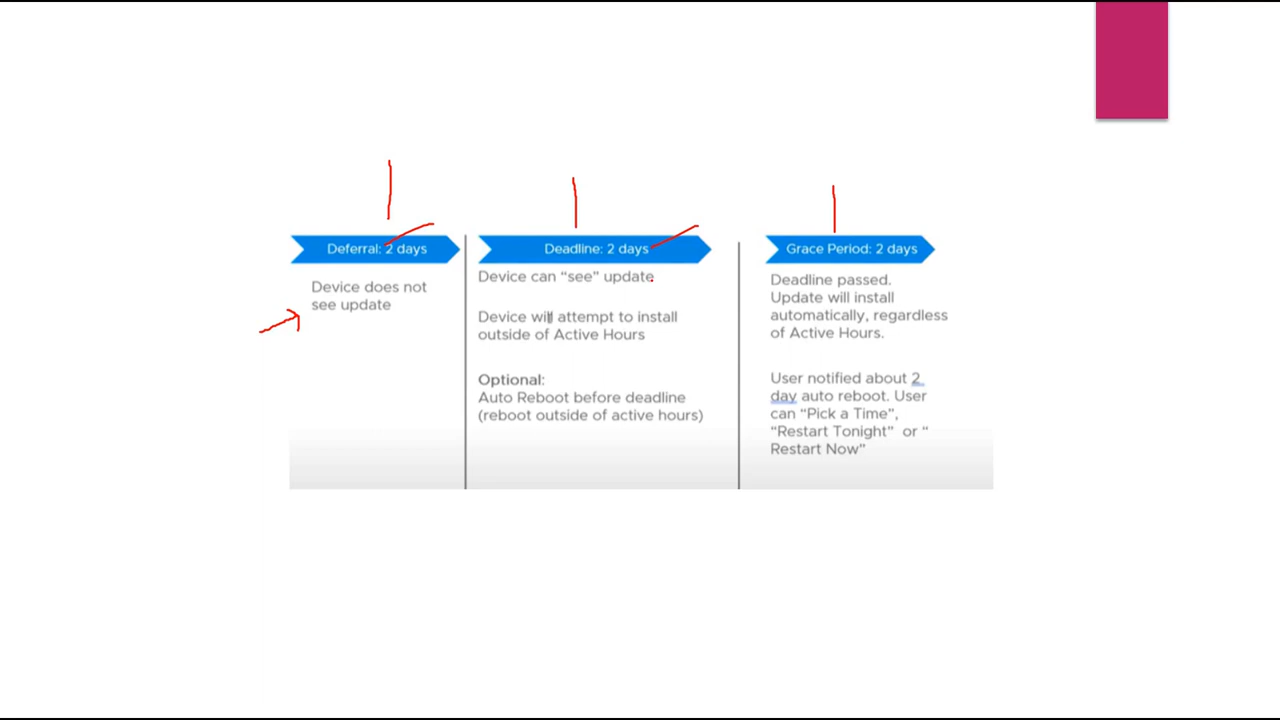 Deferral: 2 days
Device does not
see update
Deadline: 2 days
Device can “see” update
Device will attempt to install
outside of Active Hours
Optional:
Auto Reboot before deadline
(reboot outside of active hours)
Grace Period: 2 days
Deadline passed.
Update will install
automatically, regardless
of Active Hours.
User notified about 2
day auto reboot. User
can “Pick a Time”,
“Restart Tonight” or “
Restart Now”